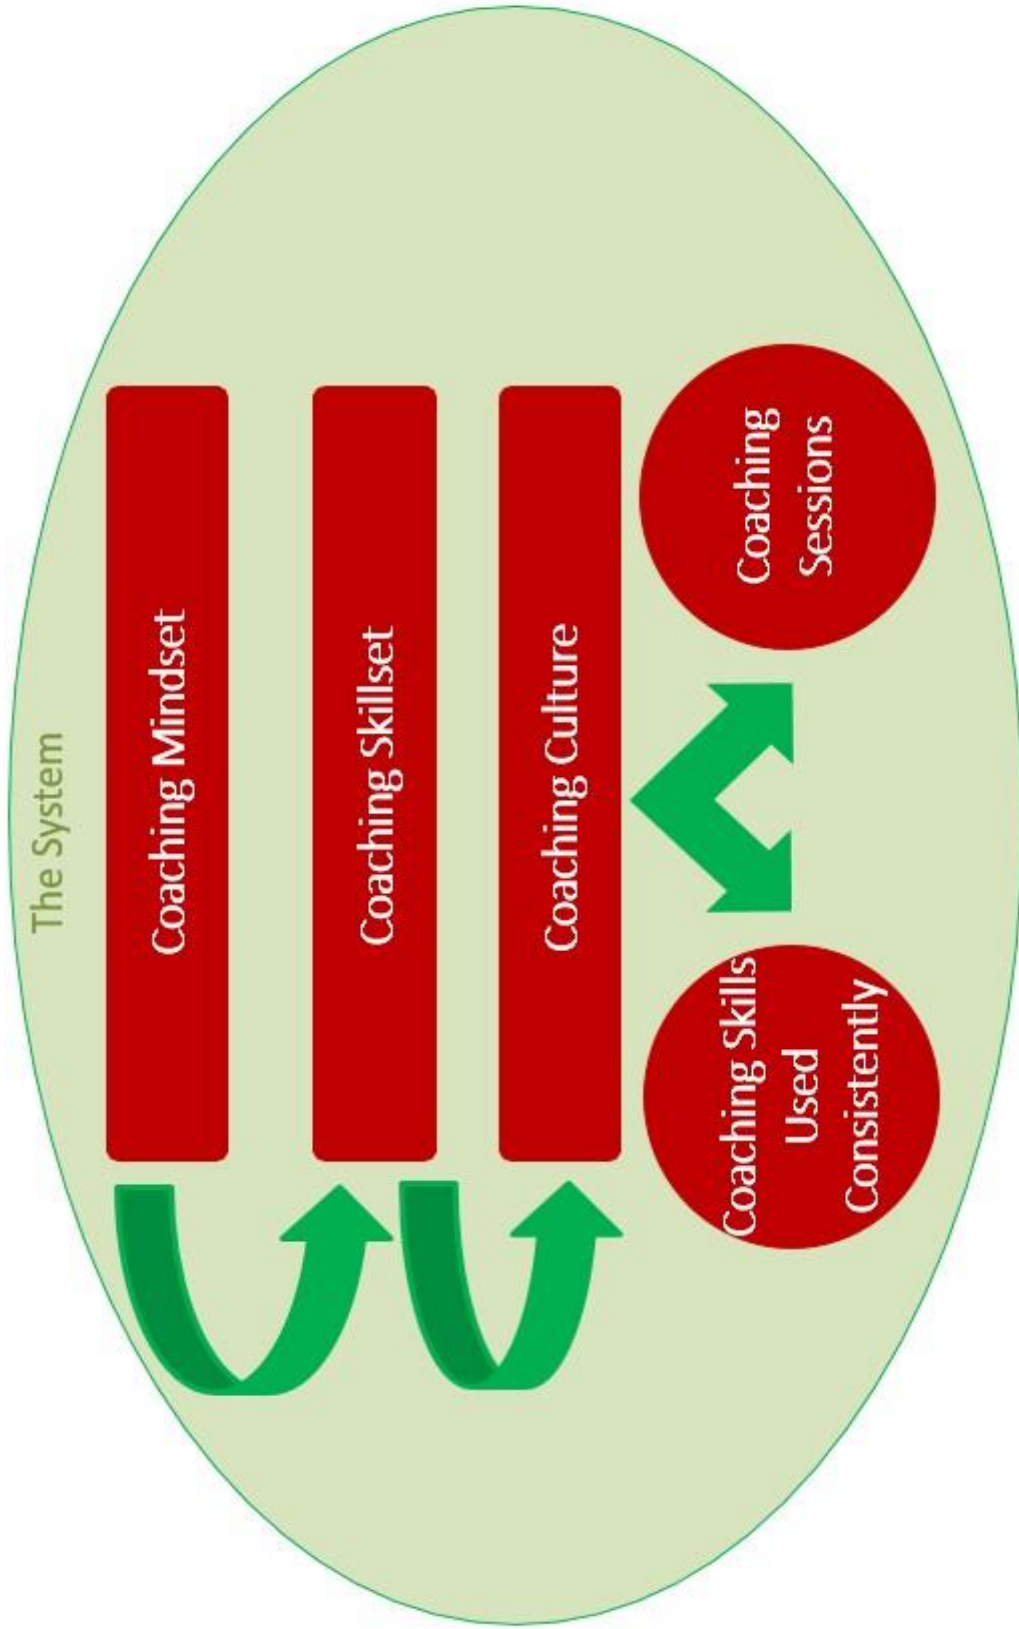 The System
Coaching Mindset
Coaching Skillset
Coaching Culture
Coaching Skills
Used
Consistently
Coaching
Sessions